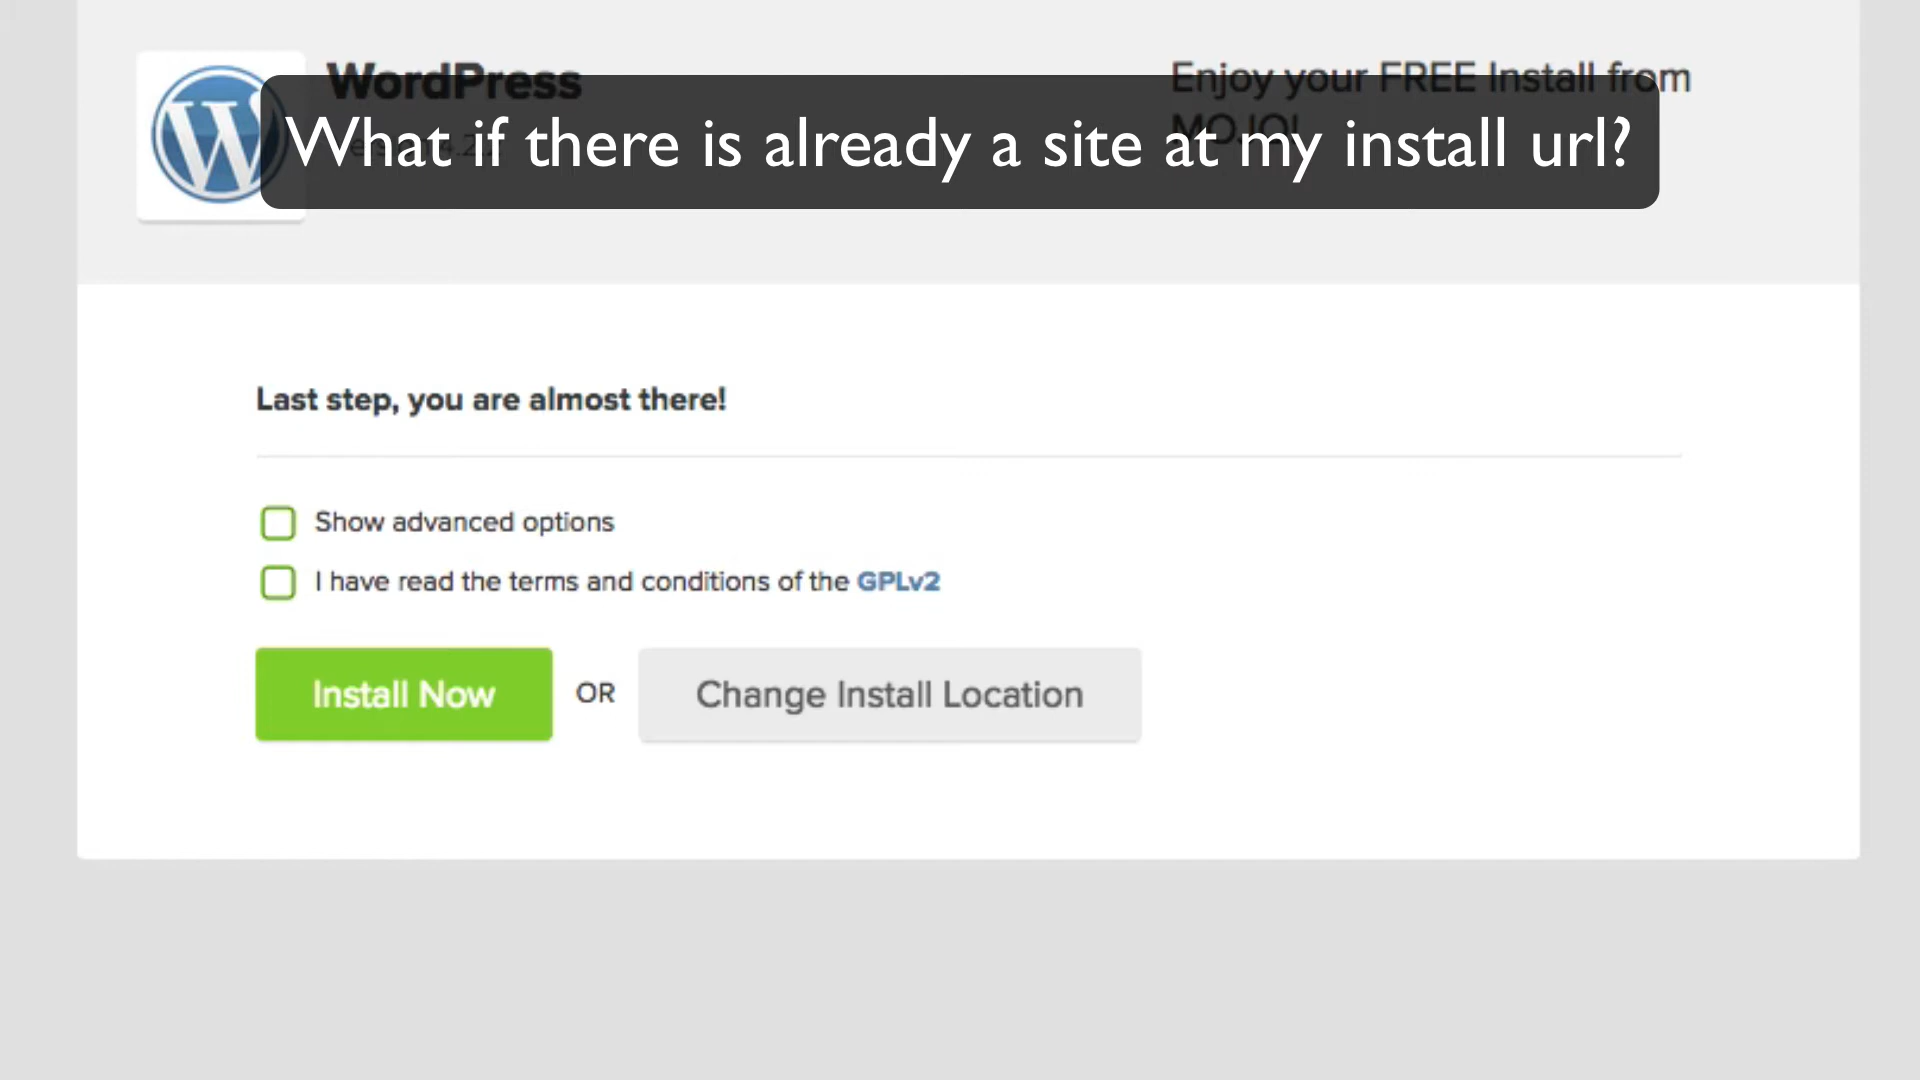 WordPress
Enjoy your FREE Install from
MOJO!
What if there is already a site at my install url?
Last step, you are almost there!
Show advanced options
I have read the terms and conditions of the GPLv2
Install Now
OR
Change Install Location